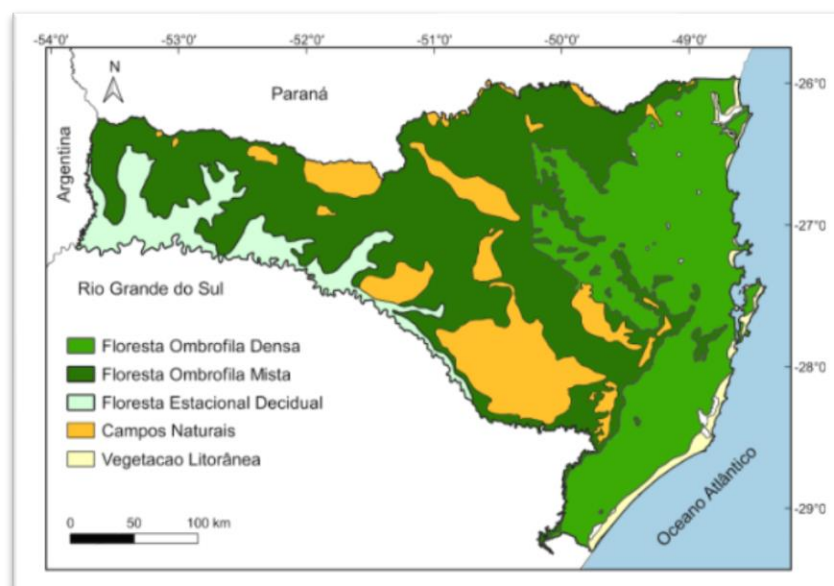 -54°0'
-53°0'
-52°0'
-51°0'
-50°0'
-49°0'
N
Paraná
-26°0'
Argentina
-27°0'
Rio Grande do Sul
Floresta Ombrofila Densa
Floresta Ombrofila Mista
-28°0'
Floresta Estacional Decidual
Campos Naturais
Vegetacao Litorânea
Oceano Atlântico
0 50 100 km
-29°0'